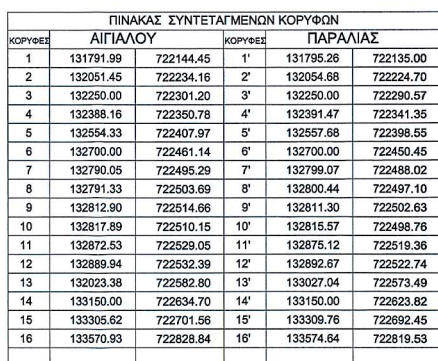 ΠΙΝΑΚΑΣ ΣΥΝΤΕΤΑΓΜΕΝΩΝ ΚΟΡΥΦΩΝ
ΚΟΡΥΦΕΣ ΑΙΓΙΑΛΟΥ ΚΟΡΥΦΕΣ ΠΑΡΑΛΙΑΣ
1 131791.99 722144.45 1' 131795.26 722135.00
2 132051.45 722234.16 2' 132054.68 722224.70
3 132250.00 722301.20 3' 132250.00 722290.57
4 132388.16 722350.78 4' 132391.47 722341.35
5 132554.33 722407.97 5' 132557.68 722398.55
6 132700.00 722461.14 6' 132700.00 722450.45
7 132790.05 722495.29 7' 132799.07 722488.02
8 132791.33 722503.69 8' 132800.44 722497.10
9 132812.90 722514.66 9' 132811.30 722502.63
10 132817.89 722510.15 10' 132815.57 722498.76
11 132872.53 722529.05 11' 132875.12 722519.36
12 132889.94 722532.39 12' 132892.67 722522.74
13 132023.38 722582.80 13' 133027.04 722573.49
14 133150.00 722634.70 14' 133150.00 722623.82
15 133305.62 722701.56 15' 133309.76 722692.45
16 133570.93 722828.84 16' 133574.64 722819.53